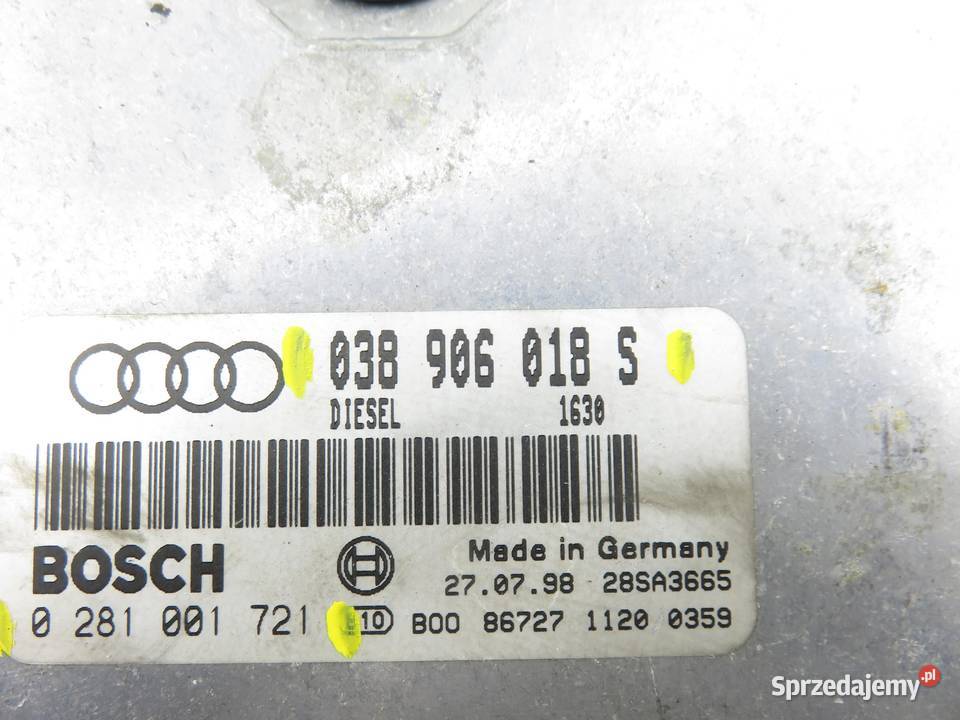 038 906 018 S
DIESEL 1630
BOSCH
Made in Germany
27.07.98 28SA3665
0 281 001 721 10 B00 86727 1120 0359
Sprzedajemy.pl